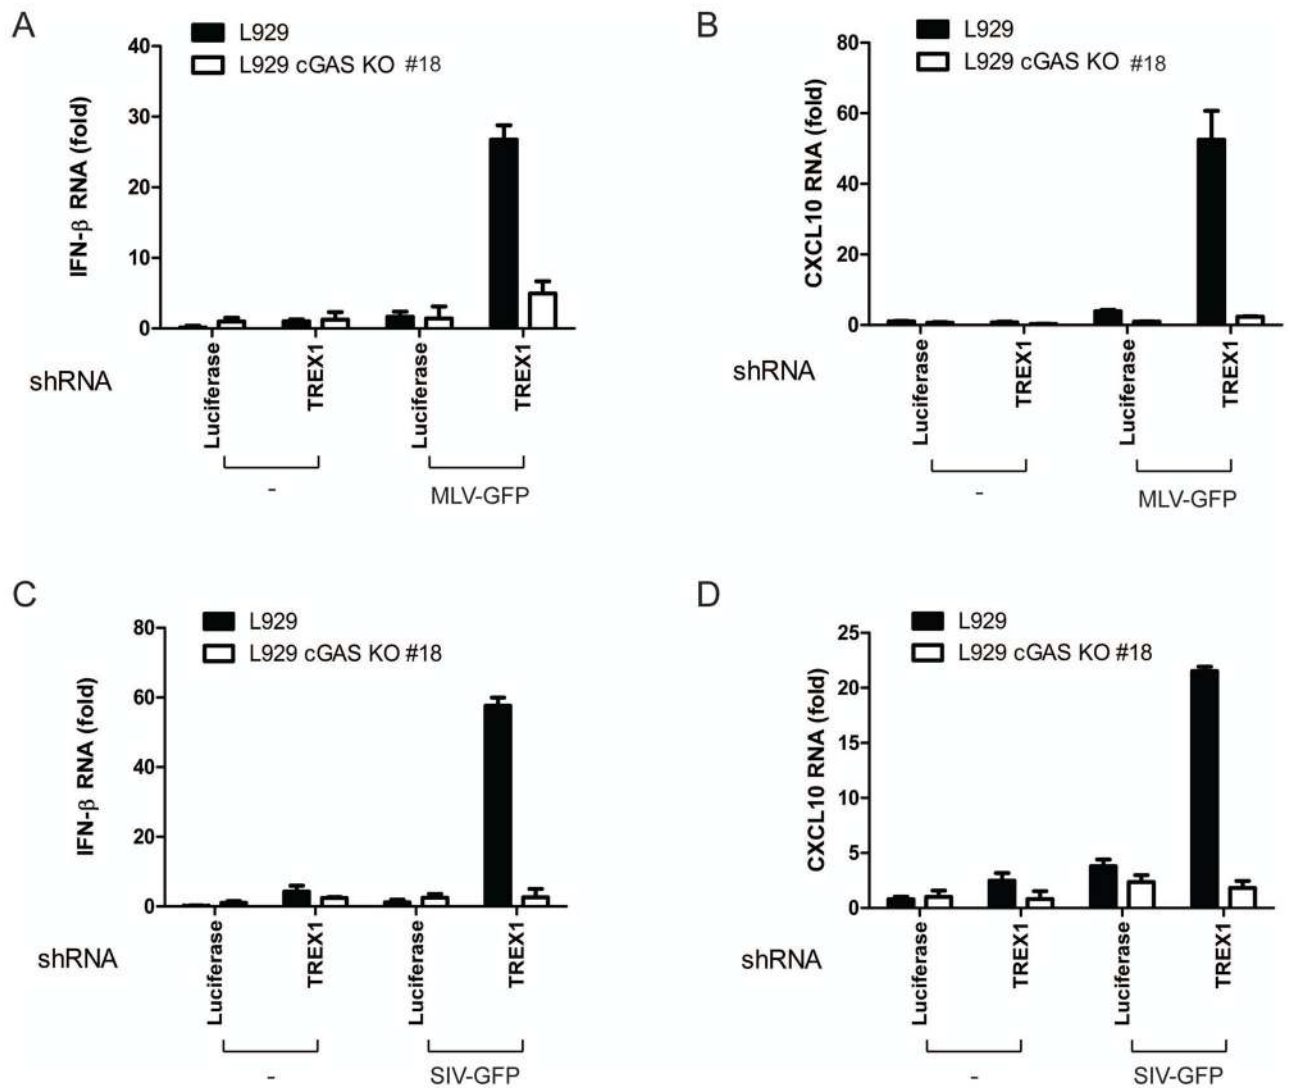 A
L929
L929 cGAS KO #18
IFN-β RNA (fold)
40
30
20
10
0
shRNA
Luciferase
TREX1
Luciferase
TREX1
-
MLV-GFP
B
L929
L929 cGAS KO #18
CXCL10 RNA (fold)
80
60
40
20
0
shRNA
Luciferase
TREX1
Luciferase
TREX1
-
MLV-GFP
C
L929
L929 cGAS KO #18
IFN-β RNA (fold)
80
60
40
20
0
shRNA
Luciferase
TREX1
Luciferase
TREX1
-
SIV-GFP
D
L929
L929 cGAS KO #18
CXCL10 RNA (fold)
25
20
15
10
5
0
shRNA
Luciferase
TREX1
Luciferase
TREX1
-
SIV-GFP